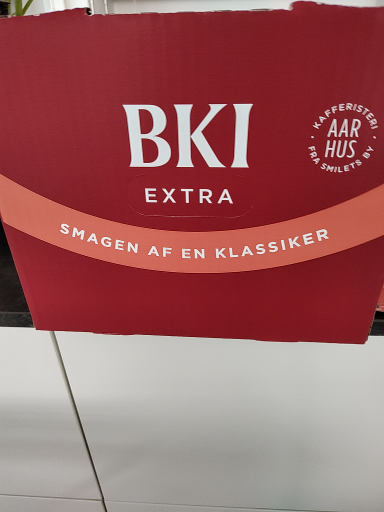 BKI
EXTRA
SMAGEN AF EN KLASSIKER
KAFFERISTERI
AAR
HUS
FRA SMILETS BY